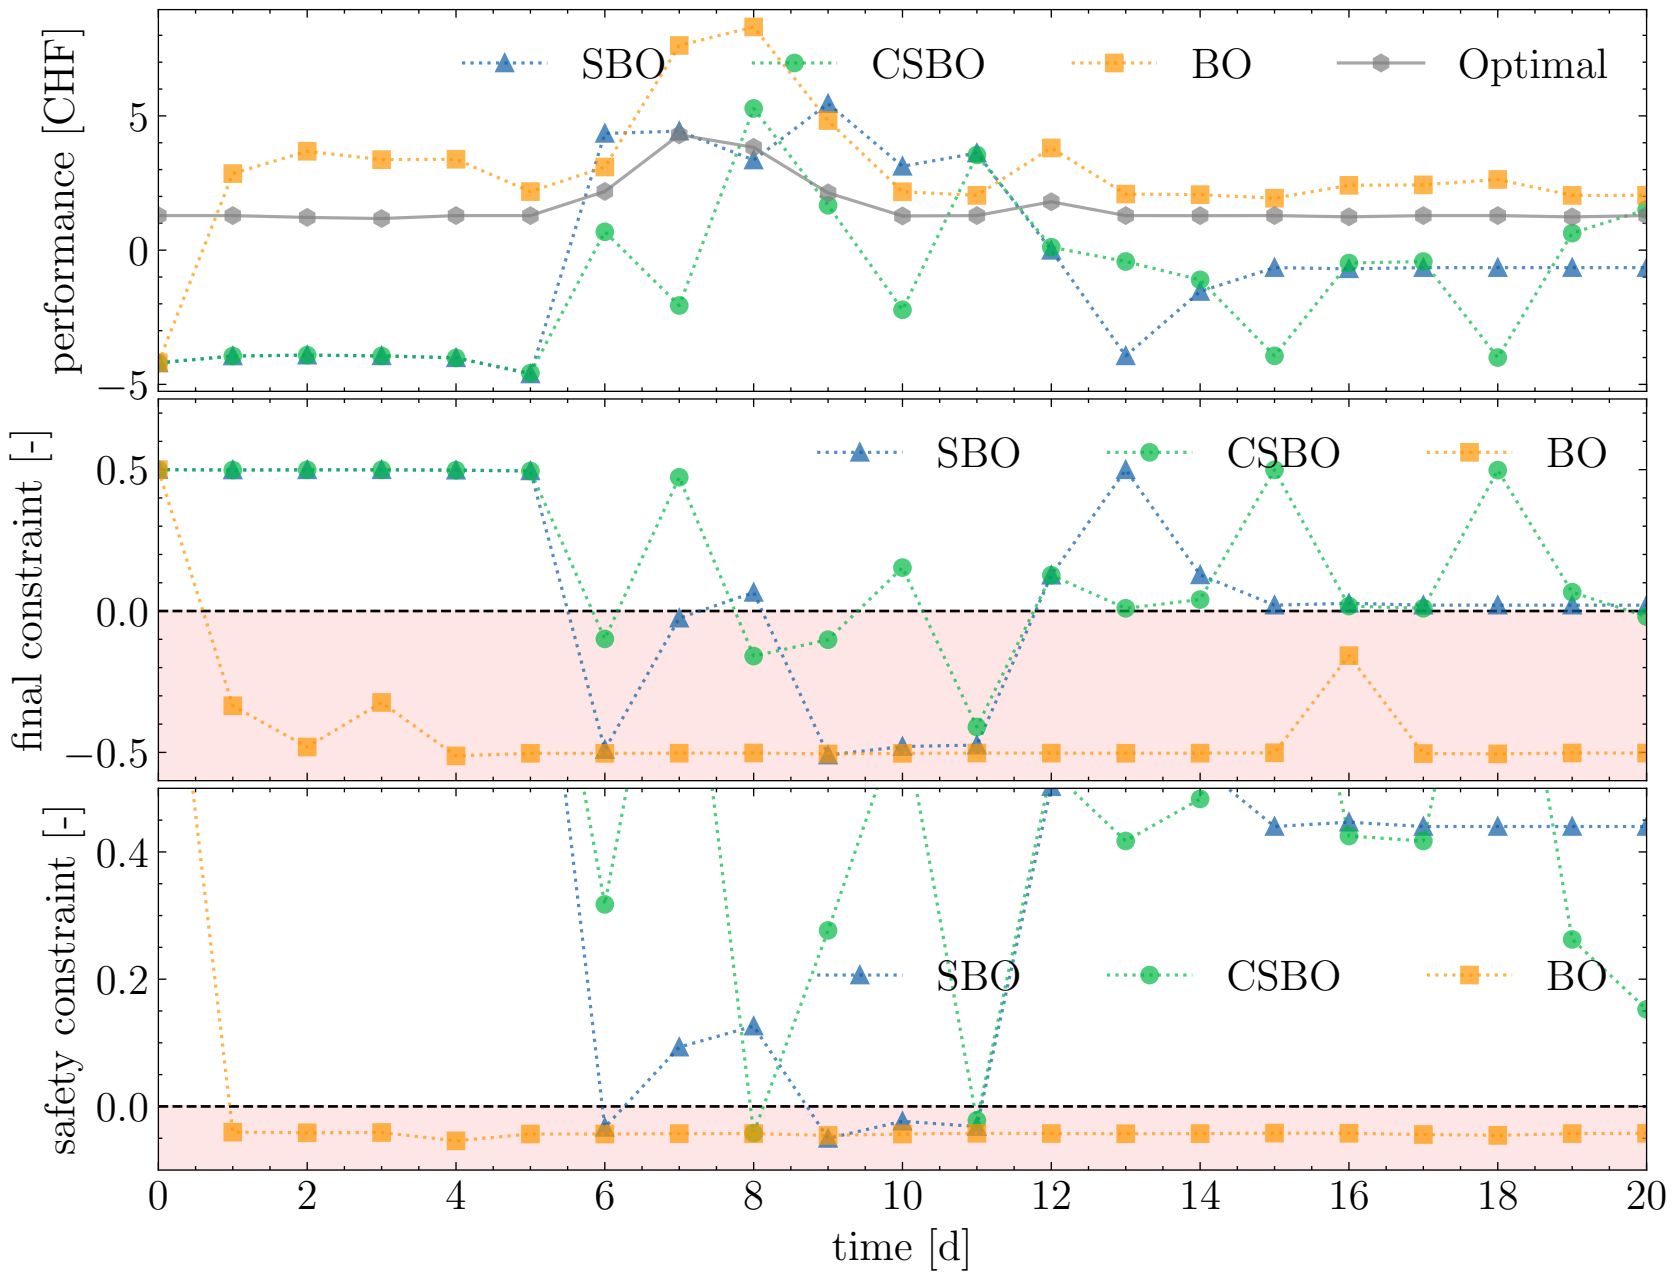 performance [CHF]
SBO CSBO BO Optimal
5
0
−5
final constraint [-]
SBO CSBO BO
0.5
0.0
−0.5
safety constraint [-]
0.4
SBO CSBO BO
0.2
0.0
0 2 4 6 8 10 12 14 16 18 20
time [d]